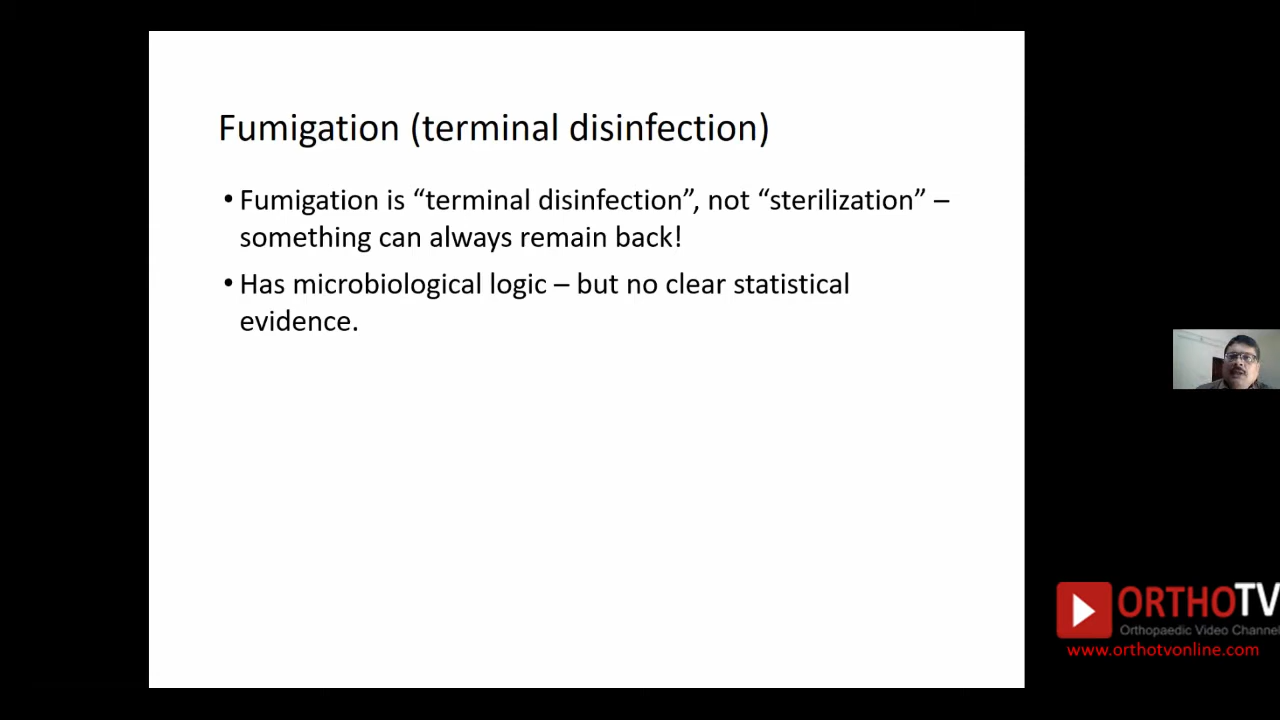 Fumigation (terminal disinfection)
• Fumigation is “terminal disinfection”, not “sterilization” –
something can always remain back!
• Has microbiological logic – but no clear statistical
evidence.
ORTHOTV
Orthopaedic Video Channel
www.orthotvonline.com